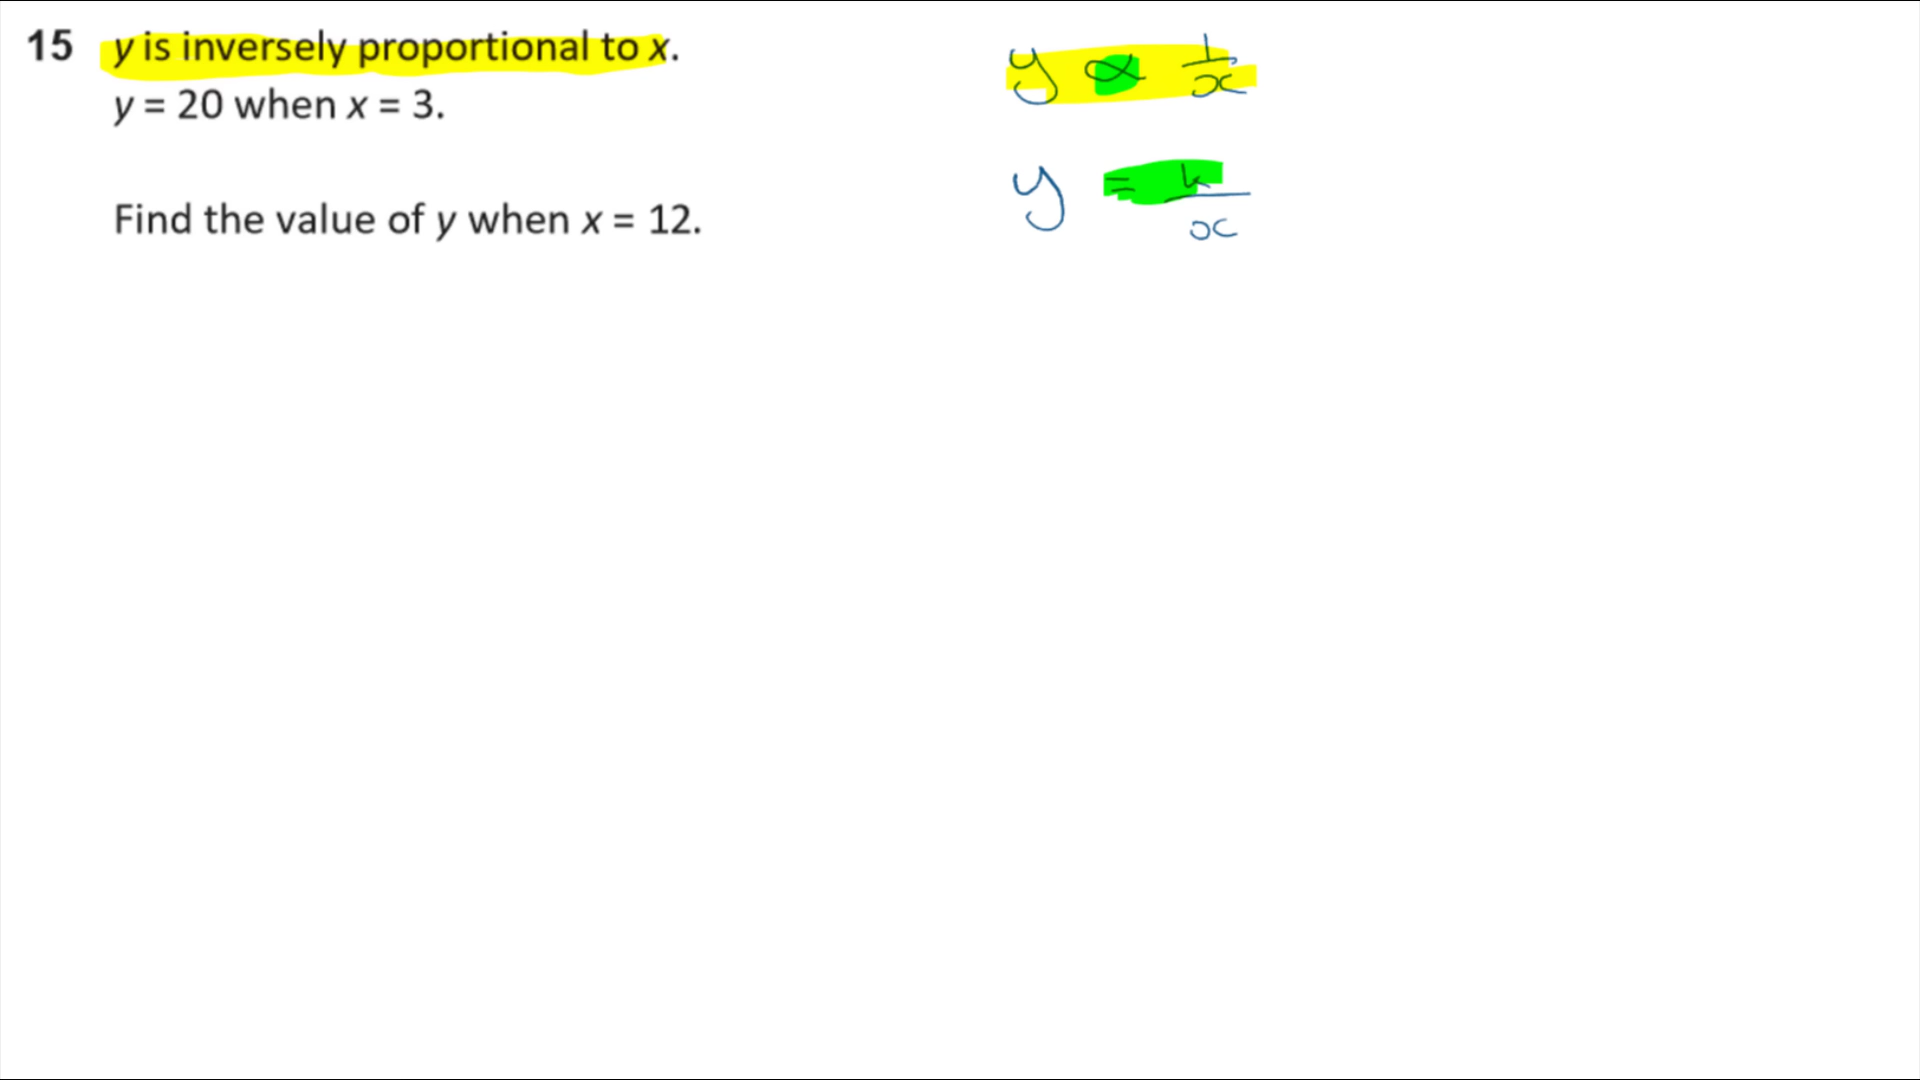 15 y is inversely proportional to x.
y = 20 when x = 3.
Find the value of y when x = 12.
y ∝ 1/x
y = k/x